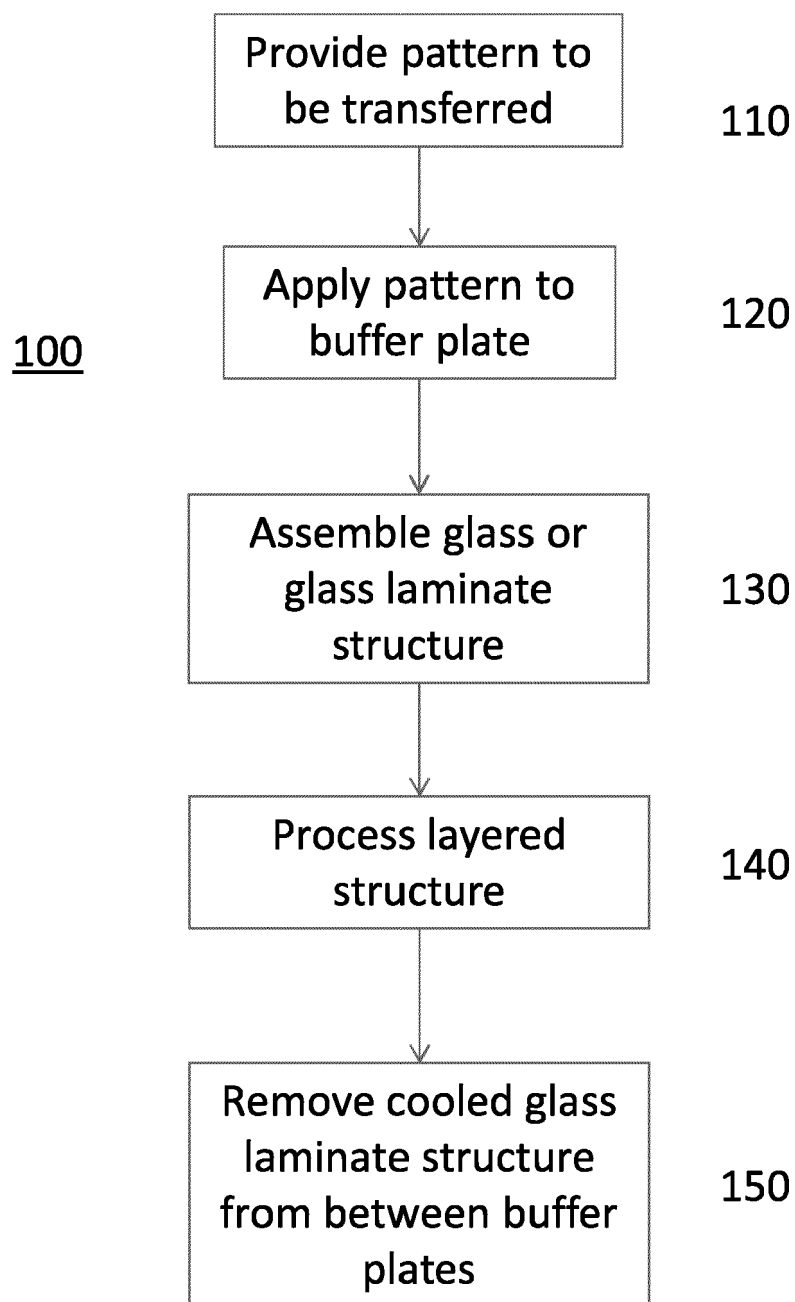 Provide pattern to
be transferred
110
Apply pattern to
buffer plate
120
100
Assemble glass or
glass laminate
structure
130
Process layered
structure
140
Remove cooled glass
laminate structure
from between buffer
plates
150